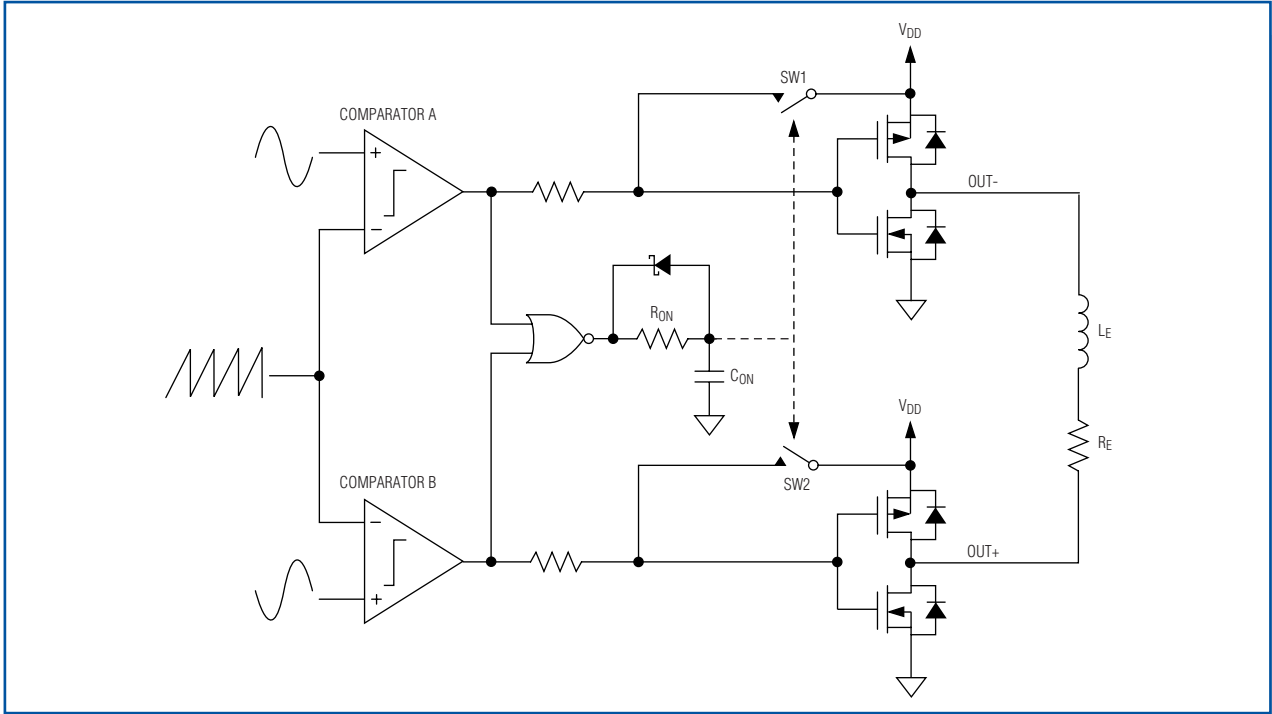 VDD
SW1
COMPARATOR A
+
−
OUT-
RON
LE
CON
VDD
RE
COMPARATOR B
SW2
−
OUT+
+